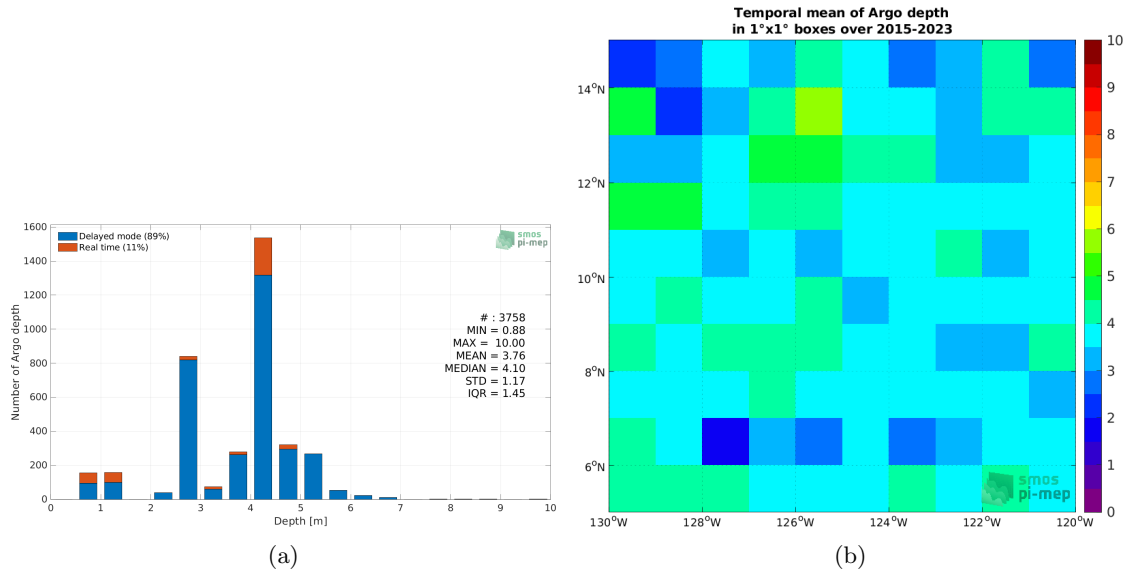 Delayed mode (89%)
Real time (11%)
smos
pi-mep
# : 3758
MIN = 0.88
MAX = 10.00
MEAN = 3.76
MEDIAN = 4.10
STD = 1.17
IQR = 1.45
Number of Argo depth
1600
1400
1200
1000
800
600
400
200
0
0 1 2 3 4 5 6 7 8 9 10
Depth [m]
(a)
Temporal mean of Argo depth
in 1°x1° boxes over 2015-2023
14°N
12°N
10°N
8°N
6°N
130°W 128°W 126°W 124°W 122°W 120°W
smos
pi-mep
10
9
8
7
6
5
4
3
2
1
0
(b)